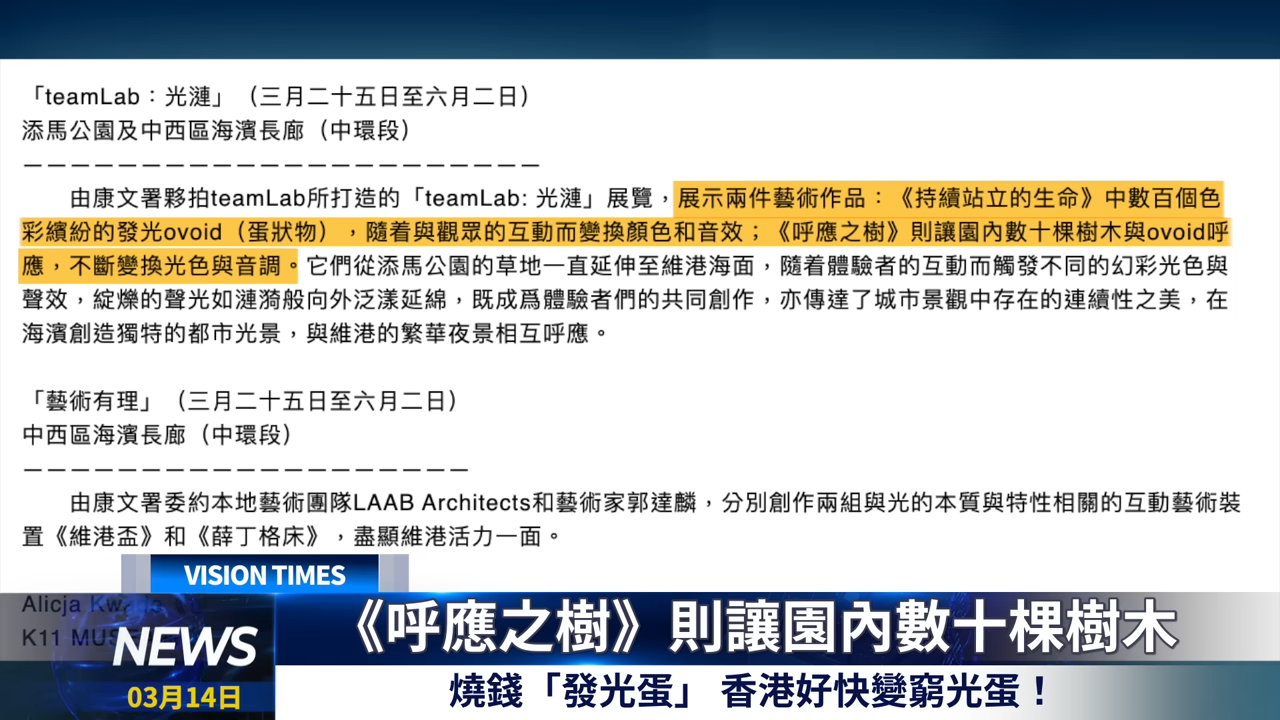 「teamLab：光漣」（三月二十五日至六月二日）
添馬公園及中西區海濱長廊（中環段）
－－－－－－－－－－－－－－－－－－－－－－
由康文署夥拍teamLab所打造的「teamLab: 光漣」展覽，展示兩件藝術作品：《持續站立的生命》中數百個色
彩繽紛的發光ovoid（蛋狀物），隨着與觀眾的互動而變換顏色和音效；《呼應之樹》則讓園內數十棵樹木與ovoid呼
應，不斷變換光色與音調。它們從添馬公園的草地一直延伸至維港海面，隨着體驗者的互動而觸發不同的幻彩光色與
聲效，綻爍的聲光如漣漪般向外泛漾延綿，既成爲體驗者們的共同創作，亦傳達了城市景觀中存在的連續性之美，在
海濱創造獨特的都市光景，與維港的繁華夜景相互呼應。
「藝術有理」（三月二十五日至六月二日）
中西區海濱長廊（中環段）
－－－－－－－－－－－－－－－－－－－
由康文署委約本地藝術團隊LAAB Architects和藝術家郭達麟，分別創作兩組與光的本質與特性相關的互動藝術裝
置《維港盃》和《薛丁格床》，盡顯維港活力一面。
VISION TIMES
Alicja
K11 MUS
NEWS
《呼應之樹》則讓園內數十棵樹木
03月14日
燒錢「發光蛋」 香港好快變窮光蛋！